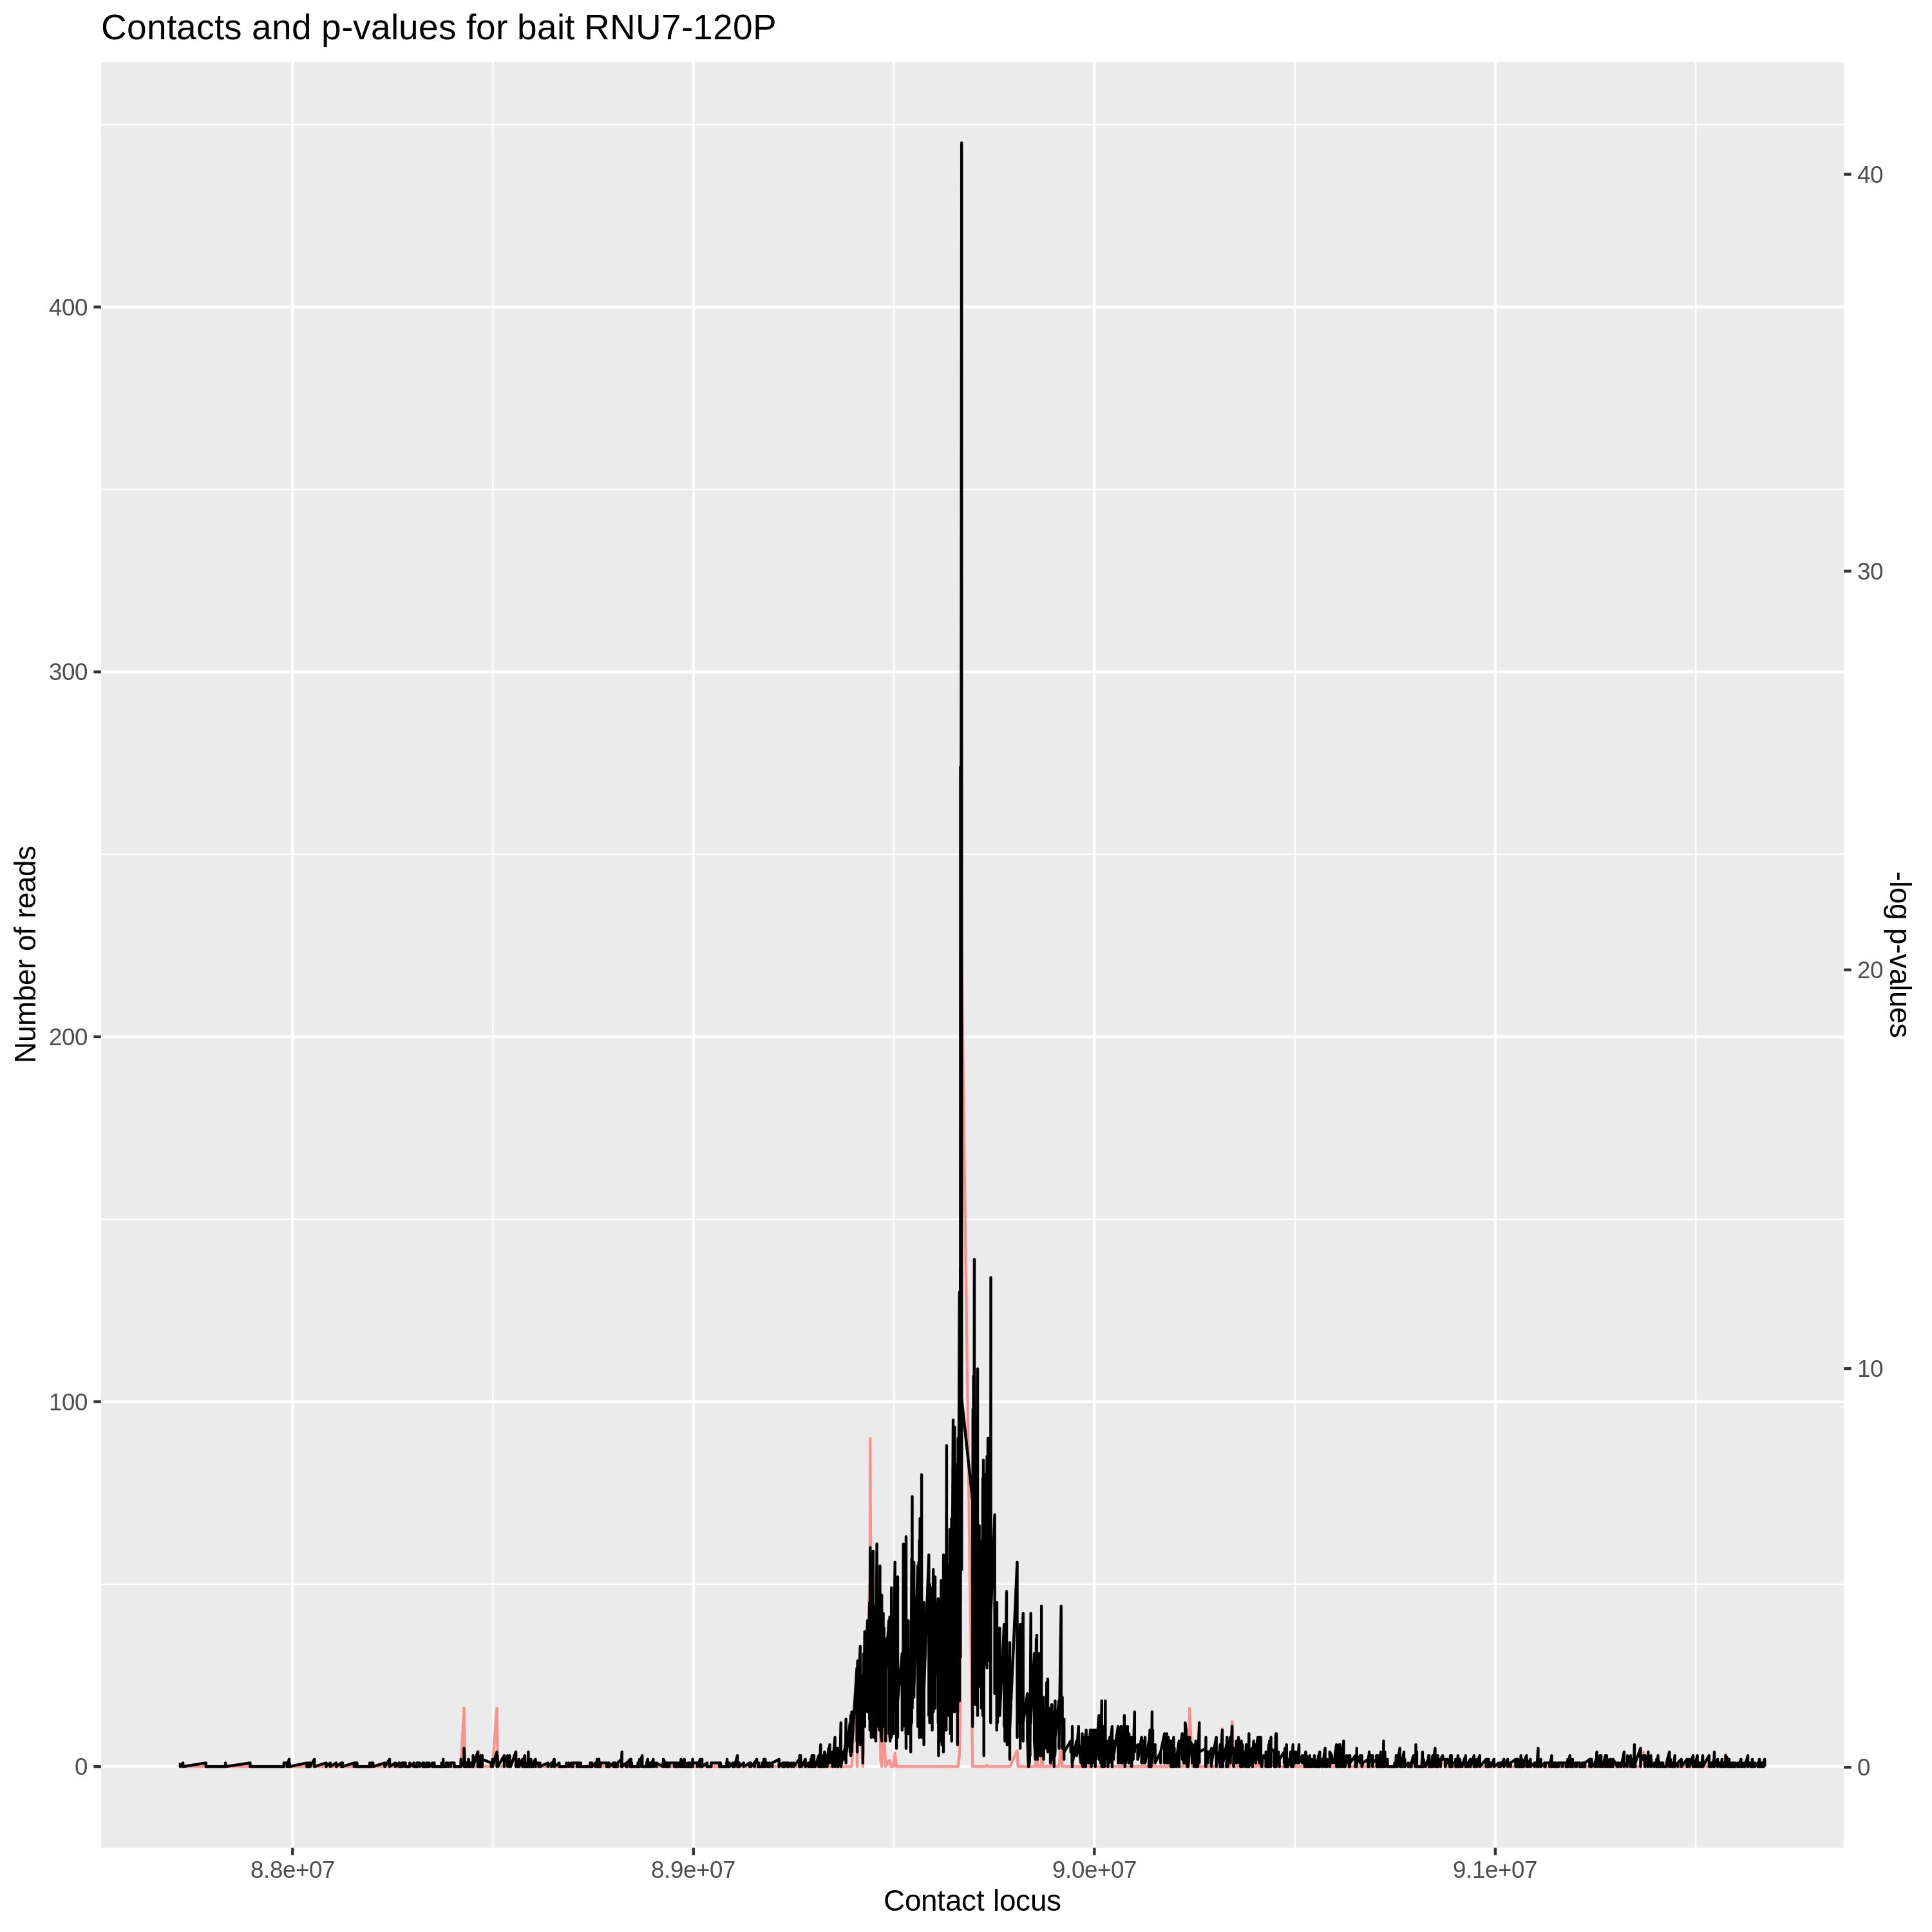 Contacts and p-values for bait RNU7-120P
Number of reads
400
300
200
100
0
40
30
20
10
0
-log p-values
8.8e+07
8.9e+07
9.0e+07
9.1e+07
Contact locus